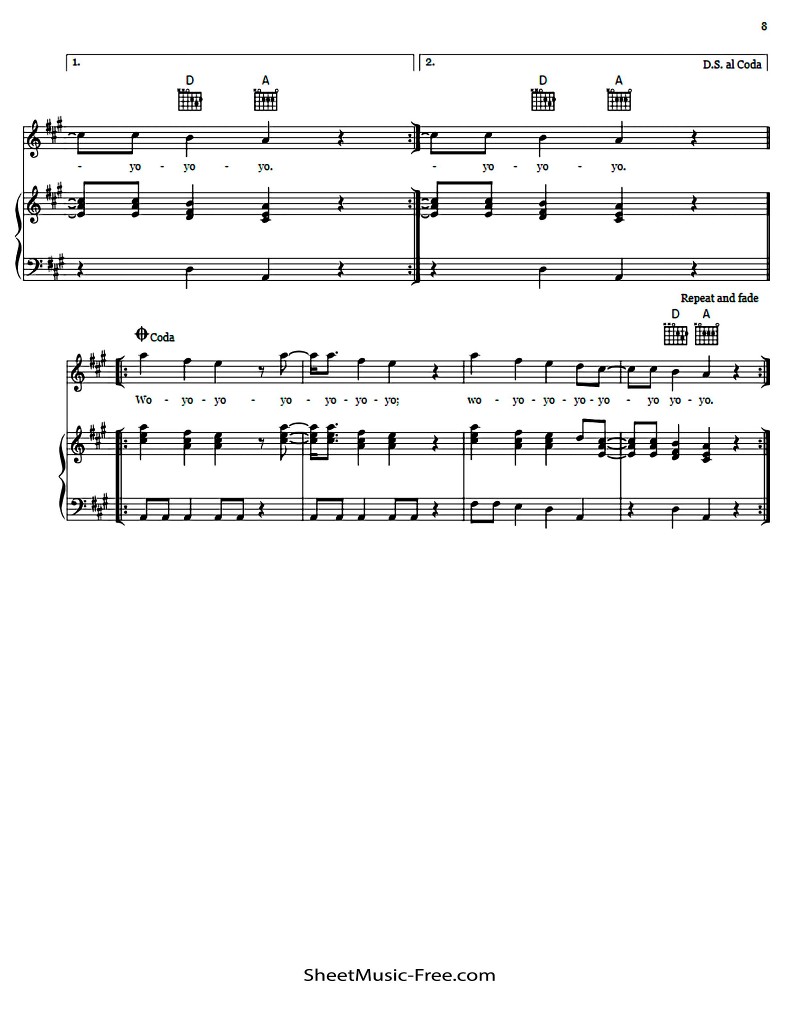 8
1. 2. D.S. al Coda
D A D A
- yo - yo - yo. - yo - yo - yo.
Repeat and fade
D A
Coda
Wo - yo - yo - yo - yo - yo - yo; wo - yo - yo - yo - yo - yo yo - yo.
SheetMusic-Free.com